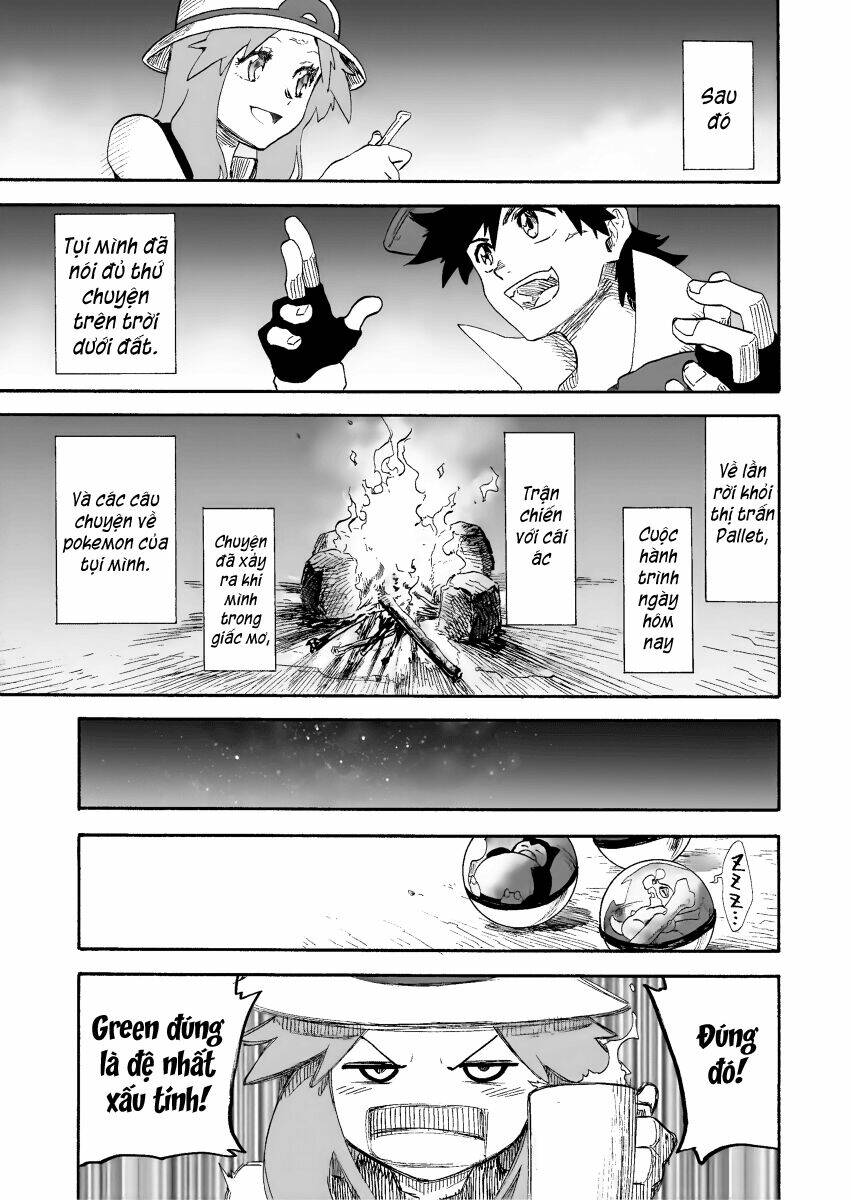 Sau
đó
Tụi mình đã
nói đủ thứ
chuyện
trên trời
dưới đất.
Về lần
rời khỏi
thị trấn
Pallet,
Cuộc
hành
trình
ngày
hôm
nay
Trận
chiến
với cái
ác
Chuyện
đã xảy
ra khi
mình
trong
giấc mơ,
Và các câu
chuyện về
pokemon của
tụi mình.
ZZZ...
Đúng
đó!
Green đúng
là đệ nhất
xấu tính!